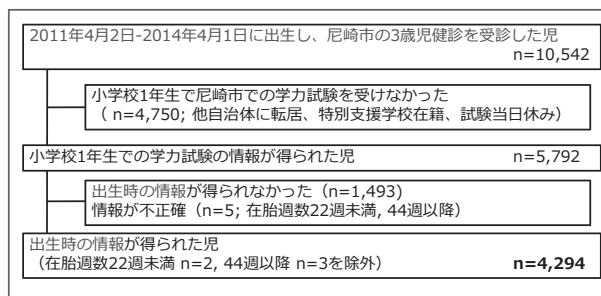 2011年4月2日-2014年4月1日に出生し、尼崎市の3歳児健診を受診した児
n=10,542
小学校1年生で尼崎市での学力試験を受けなかった
（ n=4,750; 他自治体に転居、特別支援学校在籍、試験当日休み）
小学校1年生での学力試験の情報が得られた児 n=5,792
出生時の情報が得られなかった（n=1,493)
情報が不正確（n=5; 在胎週数22週未満, 44週以降）
出生時の情報が得られた児
（在胎週数22週未満 n=2, 44週以降 n=3を除外） n=4,294